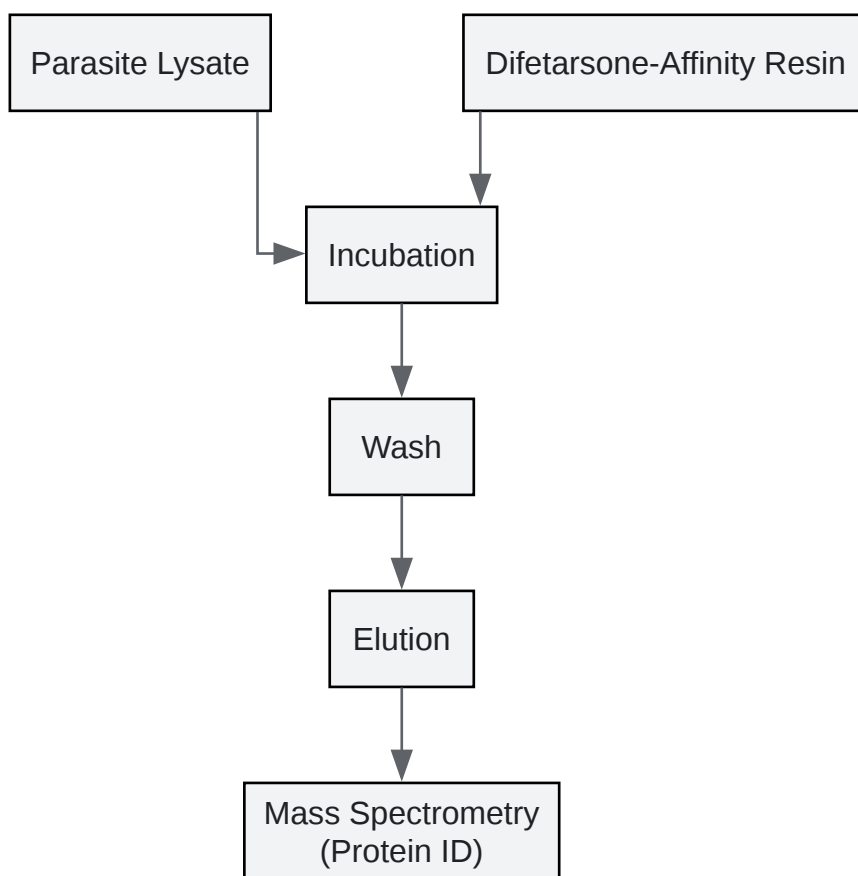 Parasite Lysate
Difetarsone-Affinity Resin
Incubation
Wash
Elution
Mass Spectrometry
(Protein ID)